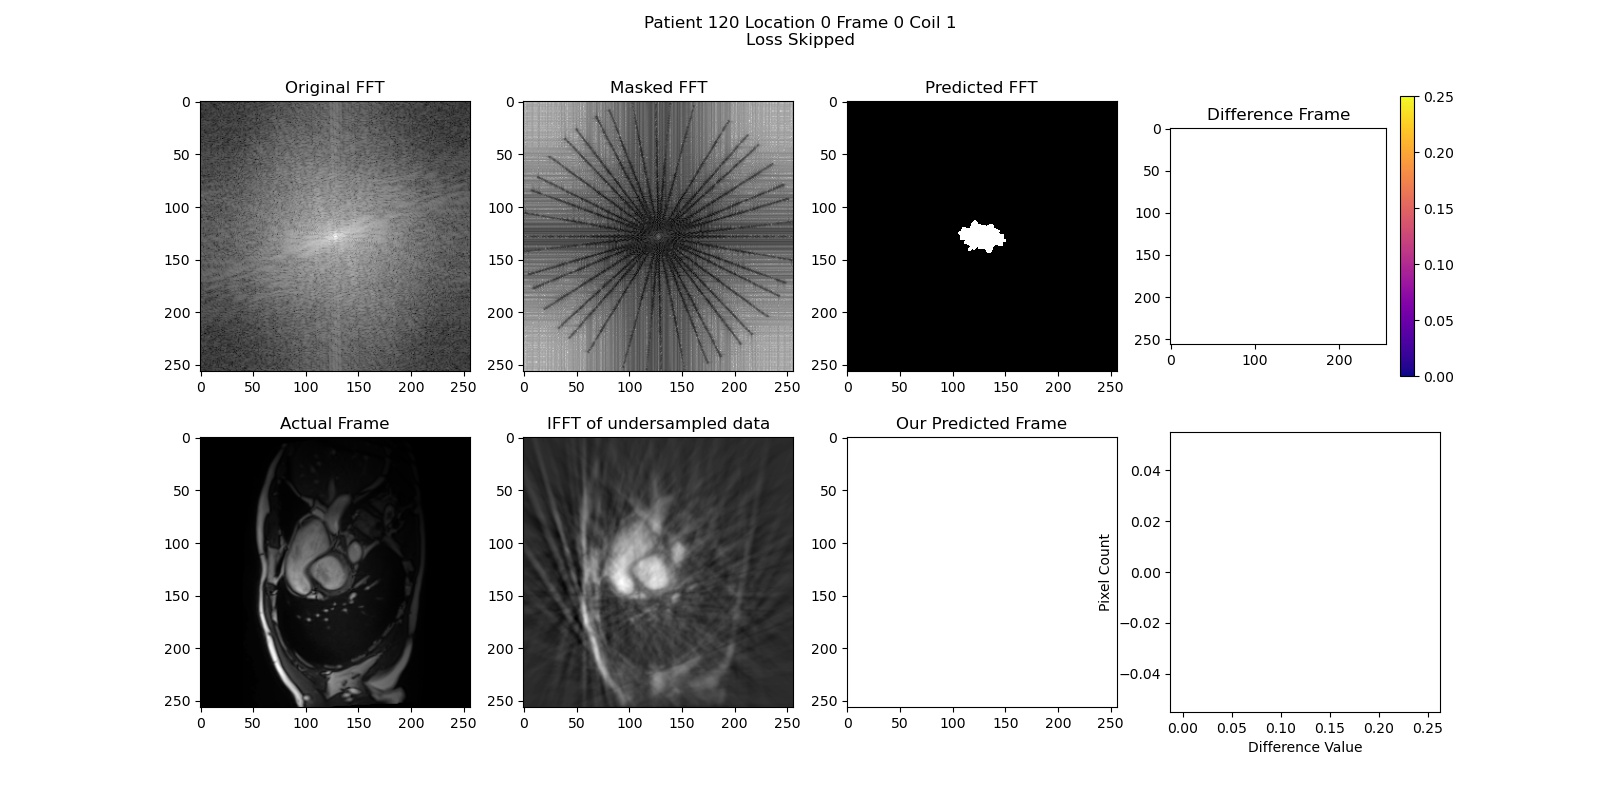 Patient 120 Location 0 Frame 0 Coil 1
Loss Skipped
Original FFT
0
50
100
150
200
250
0 50 100 150 200 250
Masked FFT
0
50
100
150
200
250
0 50 100 150 200 250
Predicted FFT
0
50
100
150
200
250
0 50 100 150 200 250
Difference Frame
0
50
100
150
200
250
0 100 200
0.25
0.20
0.15
0.10
0.05
0.00
Actual Frame
0
50
100
150
200
250
0 50 100 150 200 250
IFFT of undersampled data
0
50
100
150
200
250
0 50 100 150 200 250
Our Predicted Frame
0
50
100
150
200
250
0 50 100 150 200 250
Pixel Count
0.04
0.02
0.00
−0.02
−0.04
0.00 0.05 0.10 0.15 0.20 0.25
Difference Value